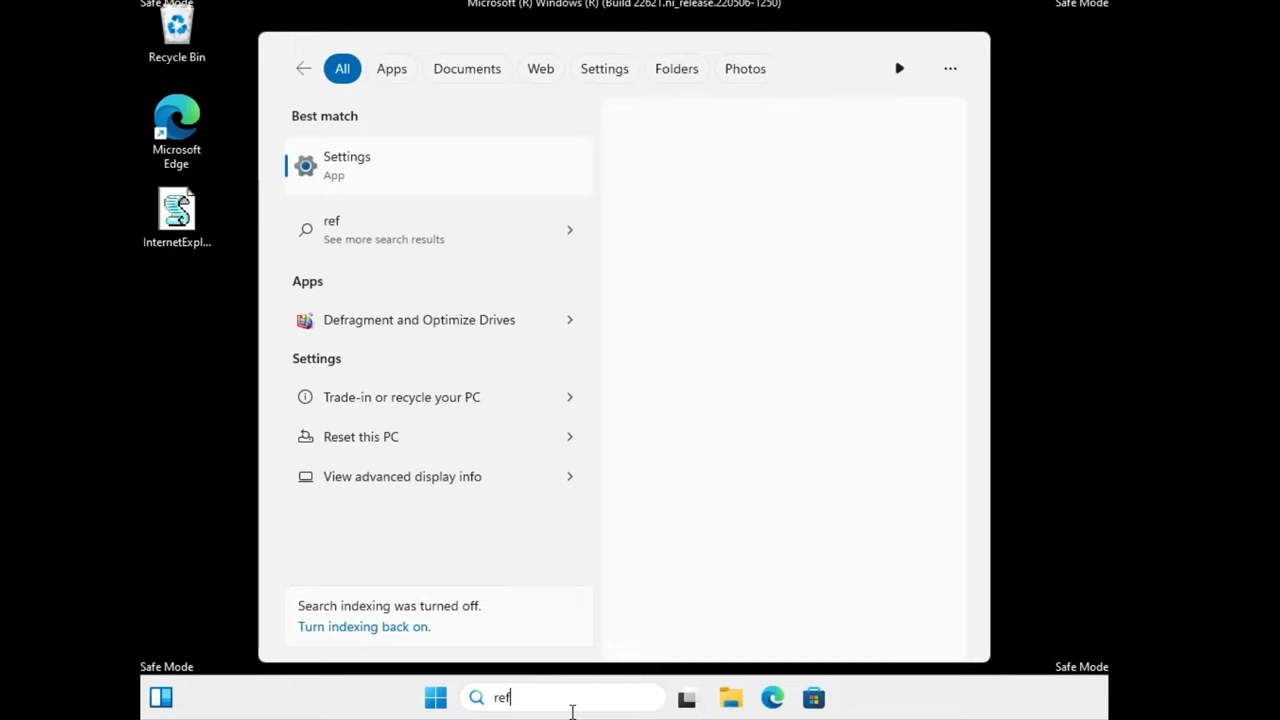 Safe Mode
Microsoft (R) Windows (R) (Build 22621.ni_release.220506-1250)
Safe Mode
Recycle Bin
Microsoft
Edge
InternetExpl...
All
Apps
Documents
Web
Settings
Folders
Photos
Best match
Settings
App
ref
See more search results
Apps
Defragment and Optimize Drives
Settings
Trade-in or recycle your PC
Reset this PC
View advanced display info
Search indexing was turned off.
Turn indexing back on.
Safe Mode
Safe Mode
ref